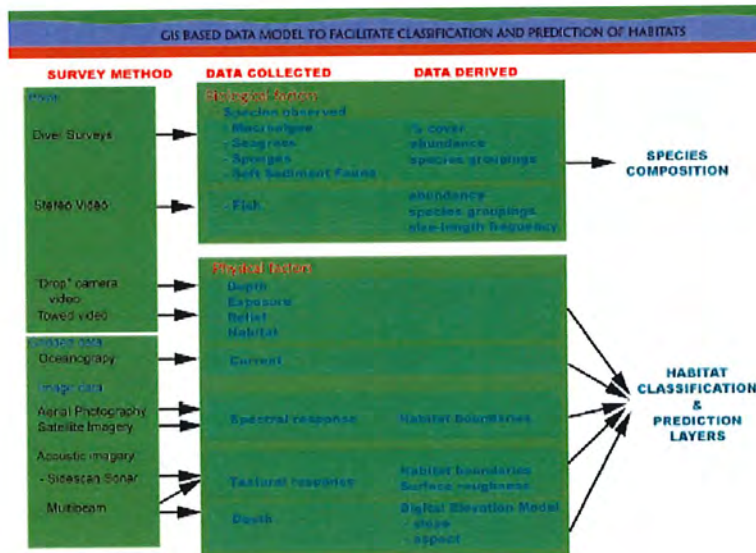 GIS BASED DATA MODEL TO FACILITATE CLASSIFICATION AND PREDICTION OF HABITATS
SURVEY METHOD
DATA COLLECTED
DATA DERIVED
Diver Surveys
Stereo Video
"Drop" camera
video
Towed video
Gridded data
Oceanograpy
Image data
Aerial Photography
Satellite Imagery
Acoustic imagery
- Sidescan Sonar
Multibeam
Biological factors
- Species observed
- Macroalgae
- Seagrass
- Sponges
- Soft Sediment Fauna
% cover
abundance
species groupings
- Fish
abundance
species groupings
size-length frequency
Physical factors
Depth
Exposure
Relief
Habitat
Current
Spectral response
Habitat boundaries
Textural response
Habitat boundaries
Surface roughness
Depth
Digital Elevation Model
- slope
- aspect
SPECIES
COMPOSITION
HABITAT
CLASSIFICATION
&
PREDICTION
LAYERS